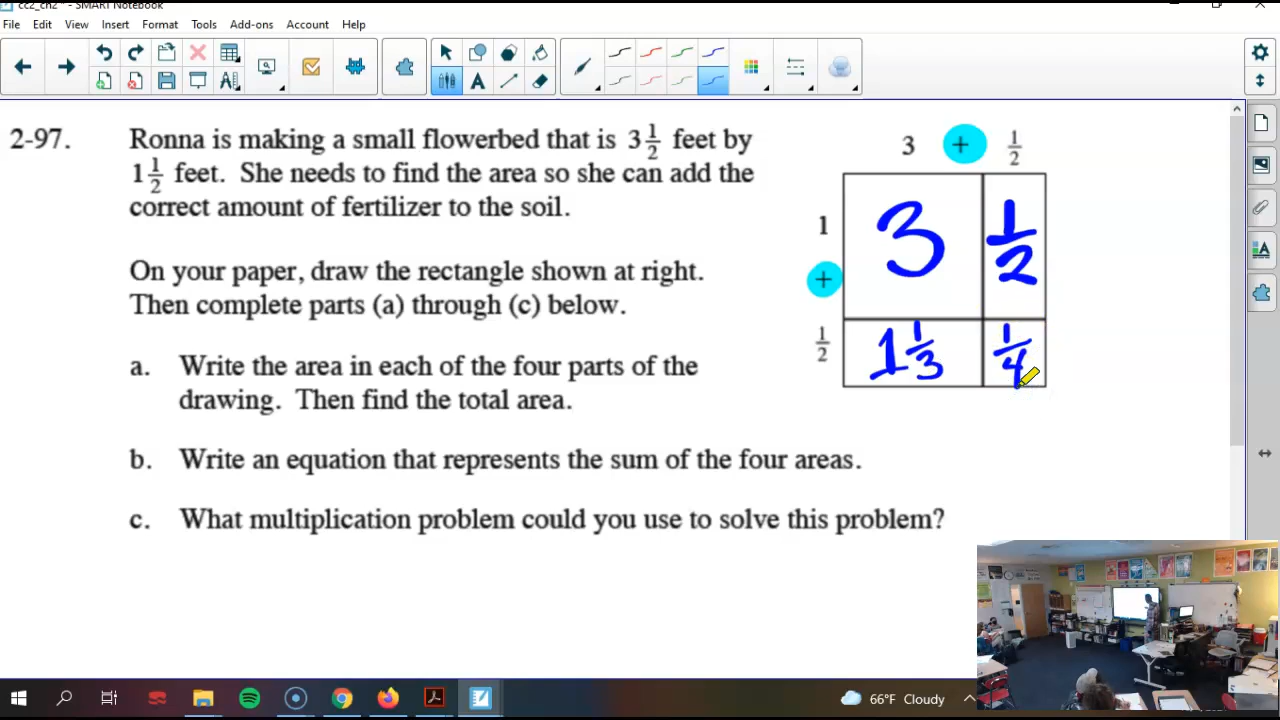 cc2_ch2 * - SMART Notebook
File Edit View Insert Format Tools Add-ons Account Help
2-97. Ronna is making a small flowerbed that is 3 1/2 feet by
1 1/2 feet. She needs to find the area so she can add the
correct amount of fertilizer to the soil.
On your paper, draw the rectangle shown at right.
Then complete parts (a) through (c) below.
a. Write the area in each of the four parts of the
drawing. Then find the total area.
b. Write an equation that represents the sum of the four areas.
c. What multiplication problem could you use to solve this problem?
3 + 1/2
1 3 1/2
+
1/2 1 1/3 1/4
66°F Cloudy